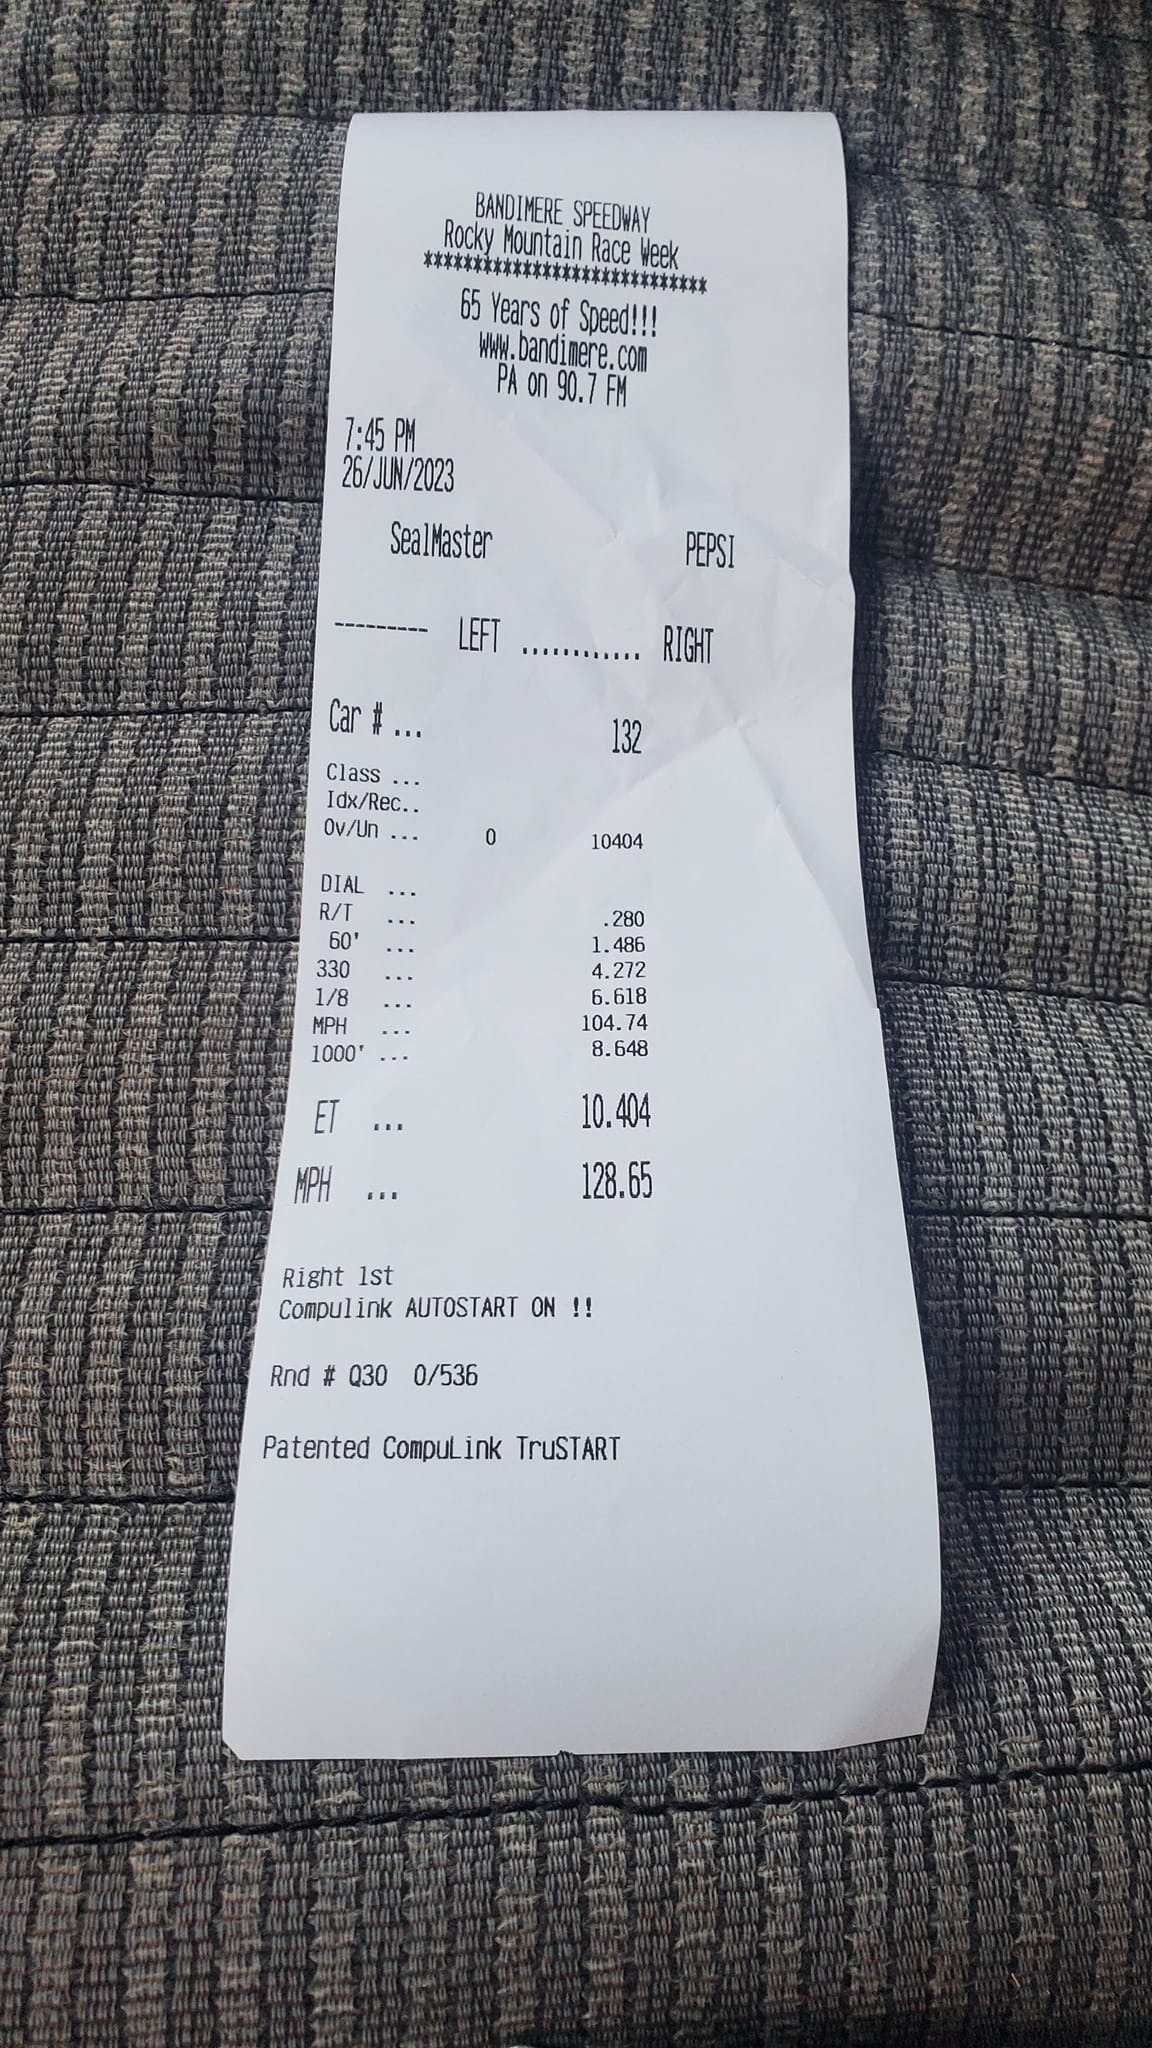 BANDIMERE SPEEDWAY
Rocky Mountain Race Week
****************************
65 Years of Speed!!!
www.bandimere.com
PA on 90.7 FM
7:45 PM
26/JUN/2023
SealMaster PEPSI
--------- LEFT ............ RIGHT
Car # ... 132
Class ...
Idx/Rec..
Ov/Un ... 0 10404
DIAL ...
R/T ... .280
60' ... 1.486
330 ... 4.272
1/8 ... 6.618
MPH ... 104.74
1000' ... 8.648
ET ... 10.404
MPH ... 128.65
Right 1st
Compulink AUTOSTART ON !!
Rnd # Q30 0/536
Patented CompuLink TruSTART